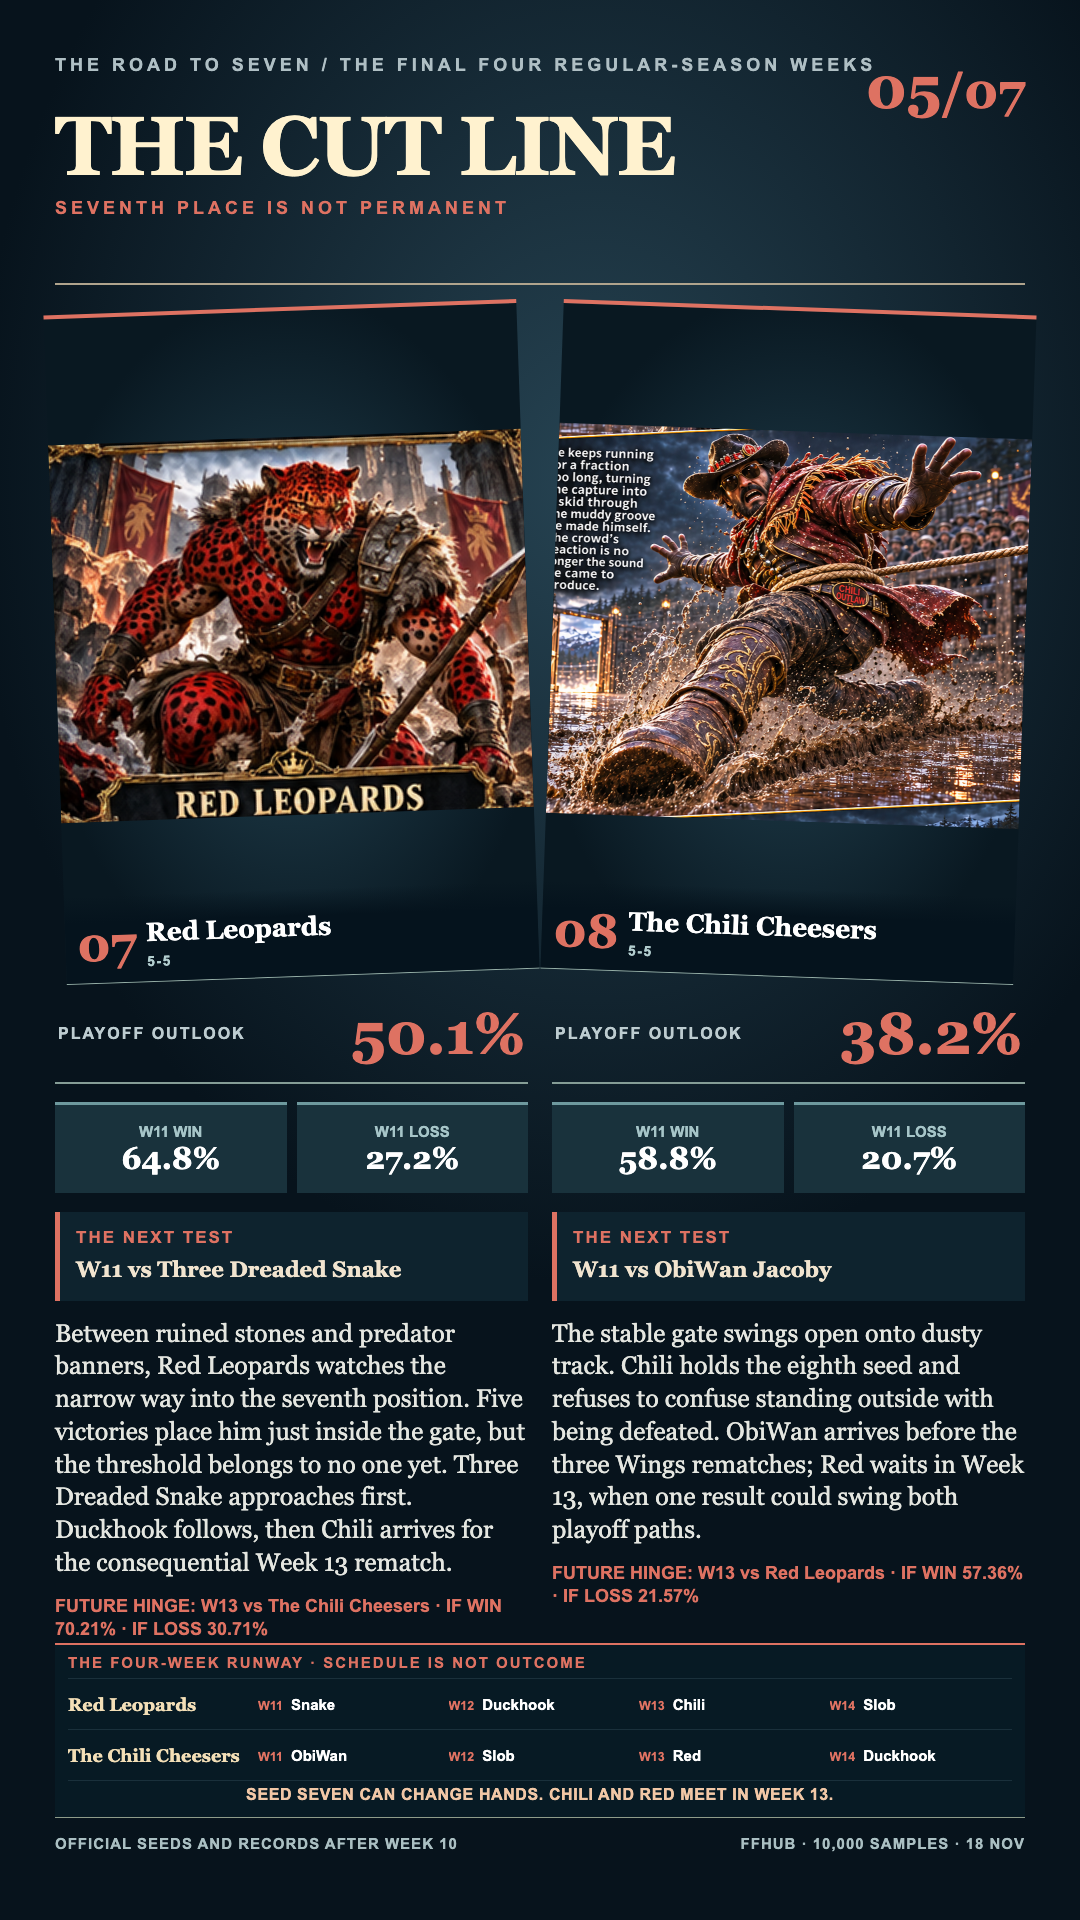 THE ROAD TO SEVEN / THE FINAL FOUR REGULAR-SEASON WEEKS
05/07
THE CUT LINE
SEVENTH PLACE IS NOT PERMANENT
RED LEOPARDS
e keeps running
or a fraction
oo long, turning
he capture into
skid through
he muddy groove
e made himself.
he crowd's
eaction is no
onger the sound
e came to
roduce.
CHILI
OUTLAW
07 Red Leopards
5-5
08 The Chili Cheesers
5-5
PLAYOFF OUTLOOK 50.1%
W11 WIN
64.8%
W11 LOSS
27.2%
THE NEXT TEST
W11 vs Three Dreaded Snake
Between ruined stones and predator
banners, Red Leopards watches the
narrow way into the seventh position. Five
victories place him just inside the gate, but
the threshold belongs to no one yet. Three
Dreaded Snake approaches first.
Duckhook follows, then Chili arrives for
the consequential Week 13 rematch.
FUTURE HINGE: W13 vs The Chili Cheesers · IF WIN
70.21% · IF LOSS 30.71%
PLAYOFF OUTLOOK 38.2%
W11 WIN
58.8%
W11 LOSS
20.7%
THE NEXT TEST
W11 vs ObiWan Jacoby
The stable gate swings open onto dusty
track. Chili holds the eighth seed and
refuses to confuse standing outside with
being defeated. ObiWan arrives before the
three Wings rematches; Red waits in Week
13, when one result could swing both
playoff paths.
FUTURE HINGE: W13 vs Red Leopards · IF WIN 57.36%
· IF LOSS 21.57%
THE FOUR-WEEK RUNWAY · SCHEDULE IS NOT OUTCOME
Red Leopards W11 Snake W12 Duckhook W13 Chili W14 Slob
The Chili Cheesers W11 ObiWan W12 Slob W13 Red W14 Duckhook
SEED SEVEN CAN CHANGE HANDS. CHILI AND RED MEET IN WEEK 13.
OFFICIAL SEEDS AND RECORDS AFTER WEEK 10
FFHUB · 10,000 SAMPLES · 18 NOV